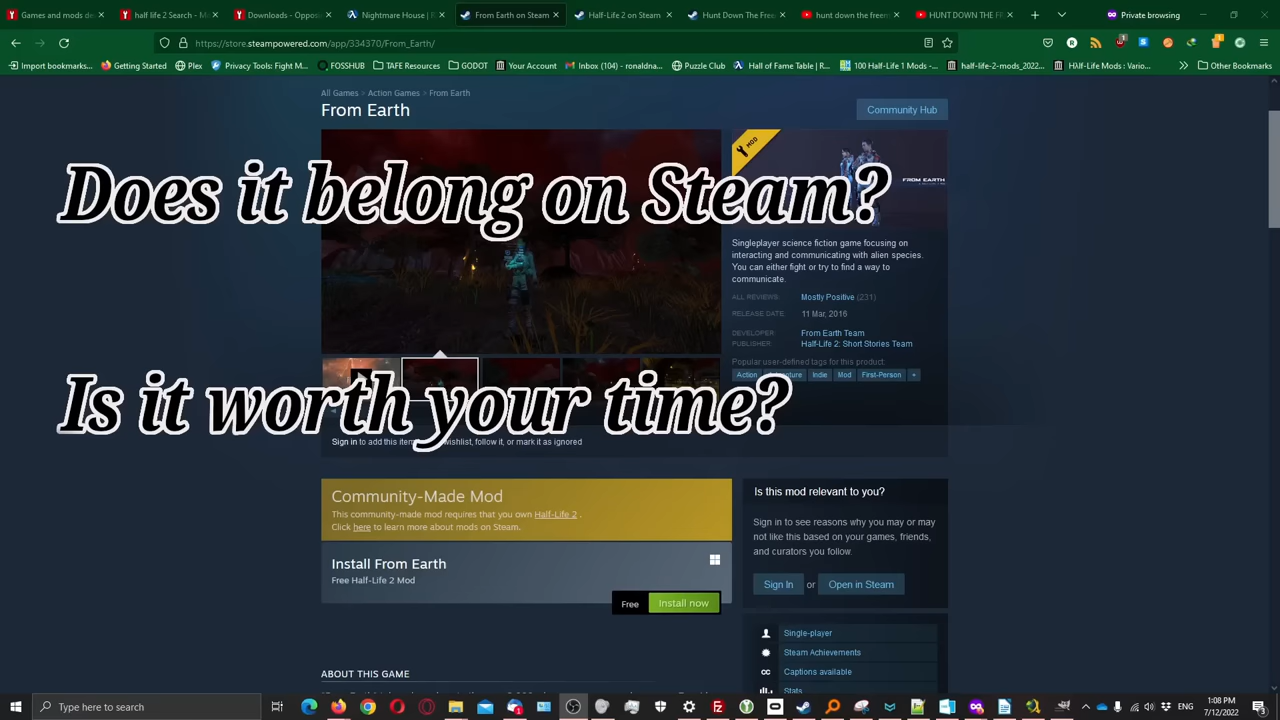 Games and mods de
half life 2 Search - Mo
Downloads - Opposi
Nightmare House | R
From Earth on Steam
Half-Life 2 on Steam
Hunt Down The Free
hunt down the freem
HUNT DOWN THE FR
Private browsing
https://store.steampowered.com/app/334370/From_Earth/
Import bookmarks...
Getting Started
Plex
Privacy Tools: Fight M...
FOSSHUB
TAFE Resources
GODOT
Your Account
Inbox (104) - ronaldna...
Puzzle Club
Hall of Fame Table | R...
100 Half-Life 1 Mods -...
half-life-2-mods_2022...
Half-Life Mods : Vario...
Other Bookmarks
All Games > Action Games > From Earth
From Earth
Community Hub
MOD
FROM EARTH
Does it belong on Steam?
Singleplayer science fiction game focusing on
interacting and communicating with alien species.
You can either fight or try to find a way to
communicate.
ALL REVIEWS: Mostly Positive (231)
RELEASE DATE: 11 Mar, 2016
DEVELOPER: From Earth Team
PUBLISHER: Half-Life 2: Short Stories Team
Popular user-defined tags for this product:
Action
Indie
Mod
First-Person
+
Is it worth your time?
Sign in to add this item wishlist, follow it, or mark it as ignored
Community-Made Mod
This community-made mod requires that you own Half-Life 2 .
Click here to learn more about mods on Steam.
Install From Earth
Free Half-Life 2 Mod
Free
Install now
Is this mod relevant to you?
Sign in to see reasons why you may or may
not like this based on your games, friends,
and curators you follow.
Sign In or Open in Steam
Single-player
Steam Achievements
Captions available
Stats
ABOUT THIS GAME
Type here to search
ENG
1:08 PM
7/12/2022